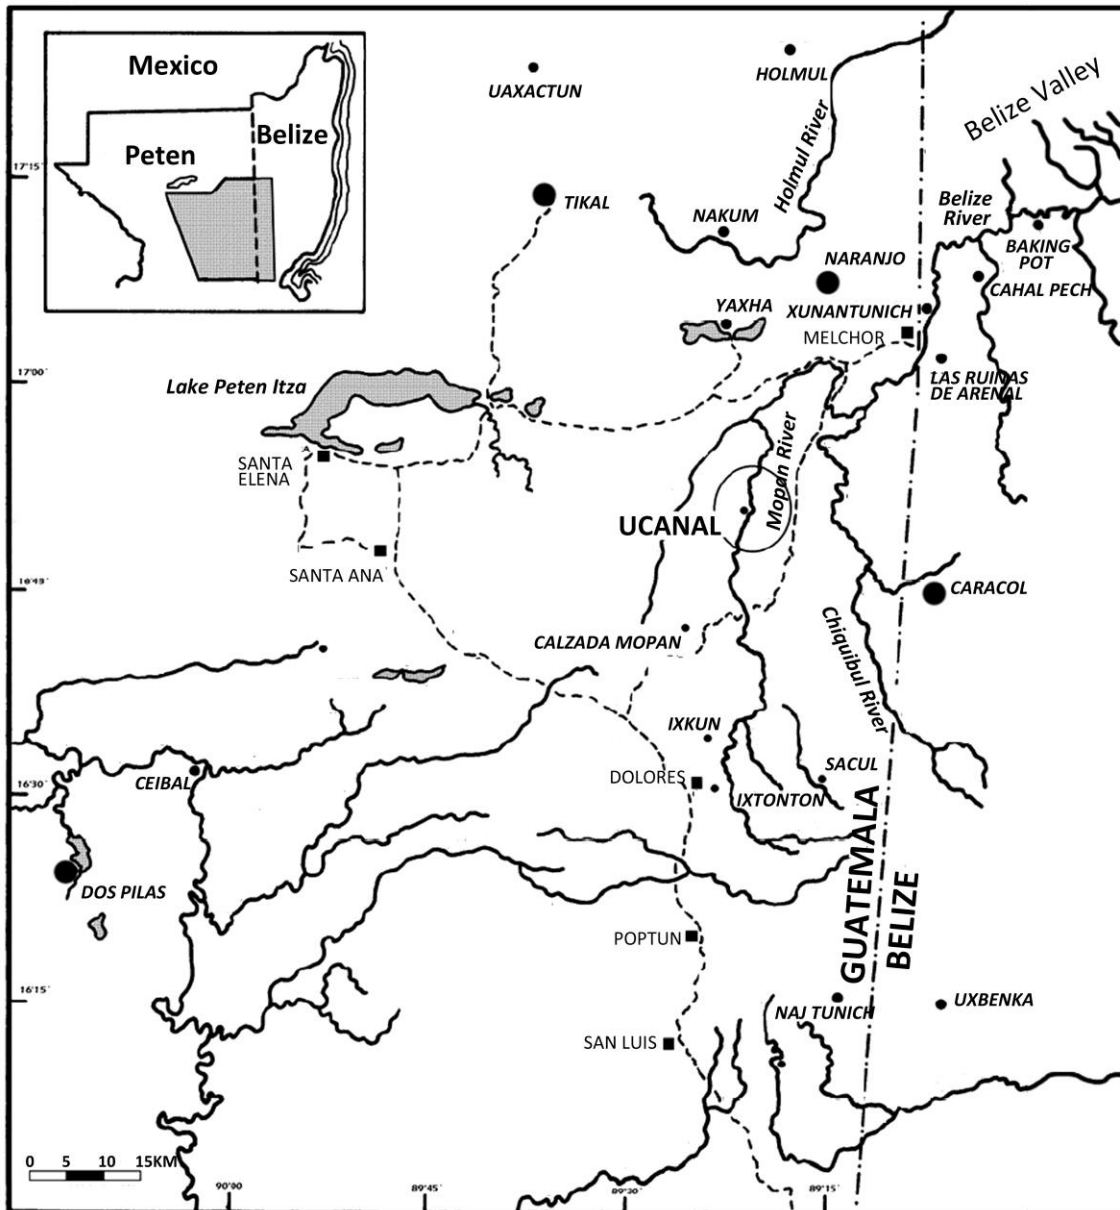 Mexico
Belize
Peten
UAXACTUN
HOLMUL
Holmul River
Belize Valley
17°15´
TIKAL
NAKUM
Belize
River
BAKING
POT
NARANJO
CAHAL PECH
YAXHA
XUNANTUNICH
MELCHOR
17°00´
Lake Peten Itza
LAS RUINAS
DE ARENAL
SANTA
ELENA
Mopan River
UCANAL
SANTA ANA
CARACOL
CALZADA MOPAN
Chiquibul River
IXKUN
SACUL
CEIBAL
DOLORES
IXTONTON
16°30´
GUATEMALA
BELIZE
DOS PILAS
POPTUN
16°15´
NAJ TUNICH
UXBENKA
SAN LUIS
0 5 10 15KM
90°00 89°45 89°30 89°15